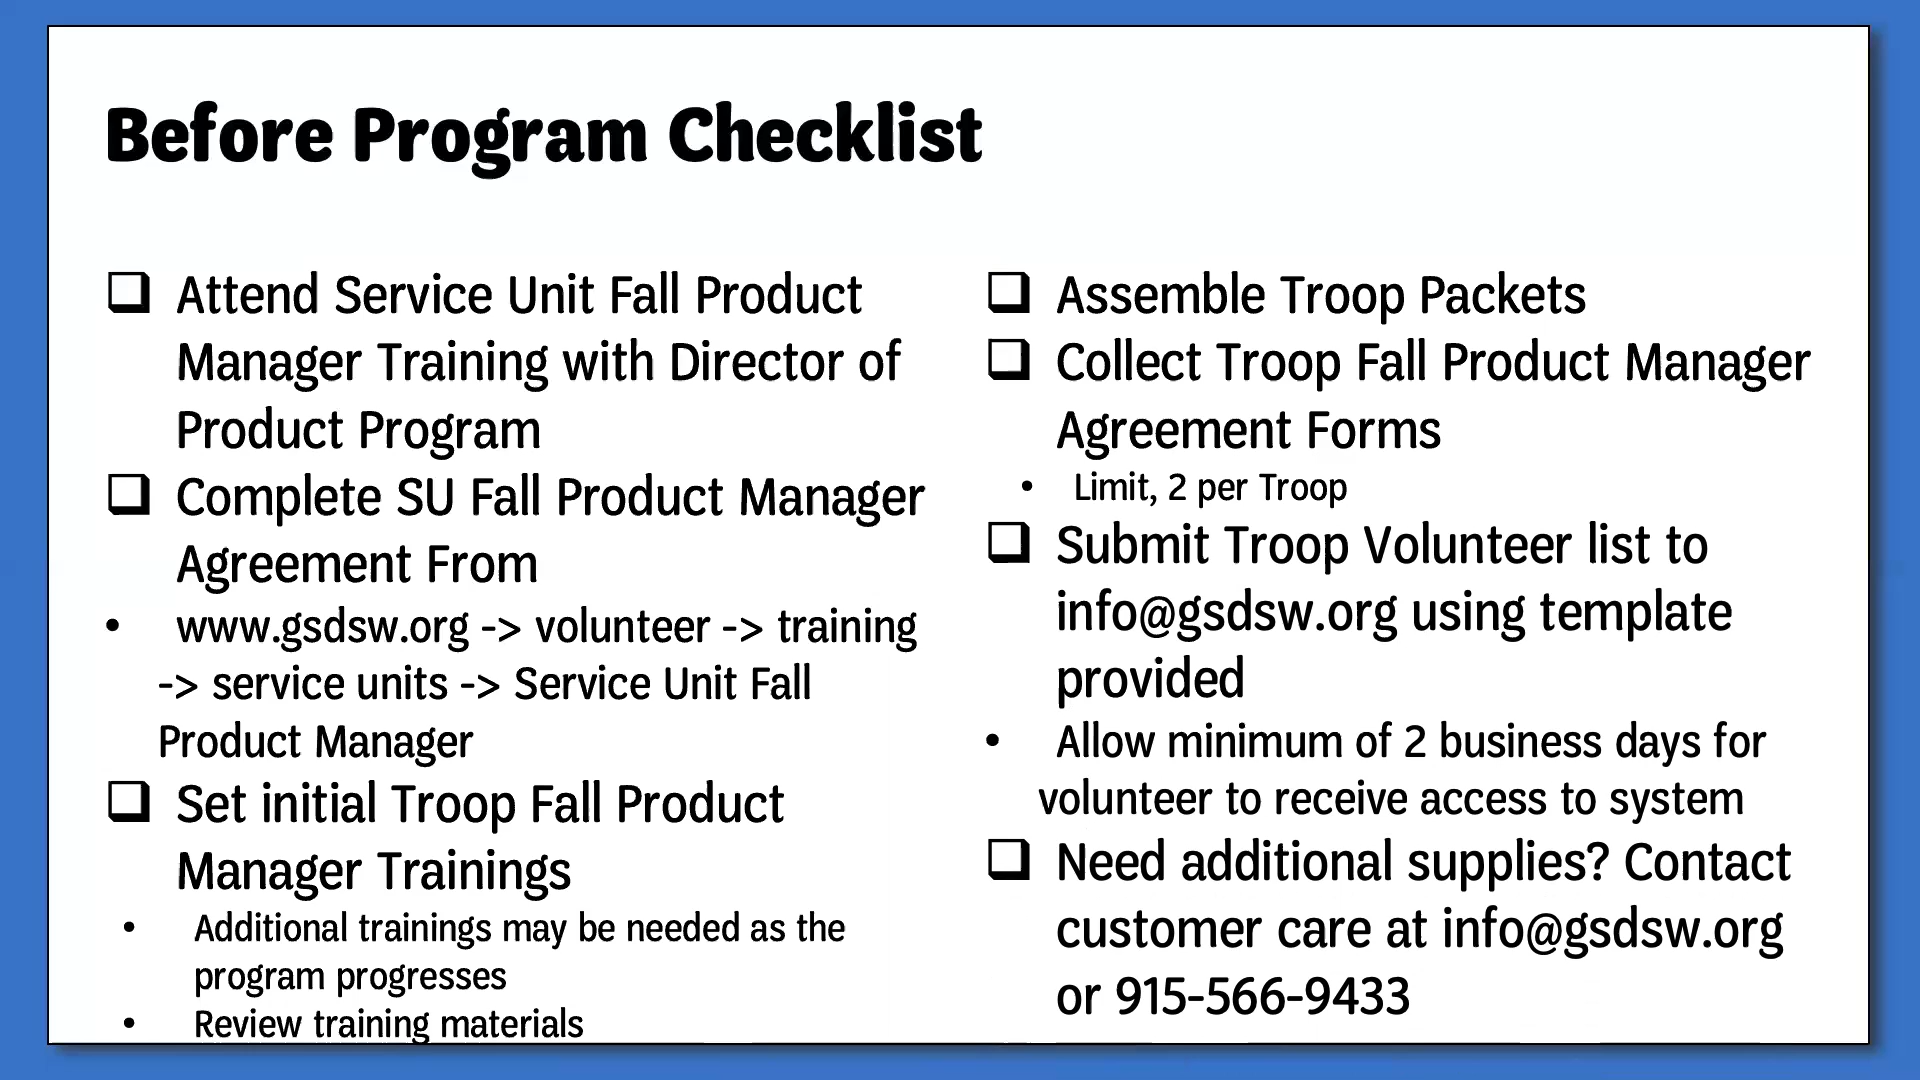 Before Program Checklist
Attend Service Unit Fall Product
Manager Training with Director of
Product Program
Complete SU Fall Product Manager
Agreement From
• www.gsdsw.org -> volunteer -> training
-> service units -> Service Unit Fall
Product Manager
Set initial Troop Fall Product
Manager Trainings
• Additional trainings may be needed as the
program progresses
• Review training materials
Assemble Troop Packets
Collect Troop Fall Product Manager
Agreement Forms
• Limit, 2 per Troop
Submit Troop Volunteer list to
info@gsdsw.org using template
provided
• Allow minimum of 2 business days for
volunteer to receive access to system
Need additional supplies? Contact
customer care at info@gsdsw.org
or 915-566-9433